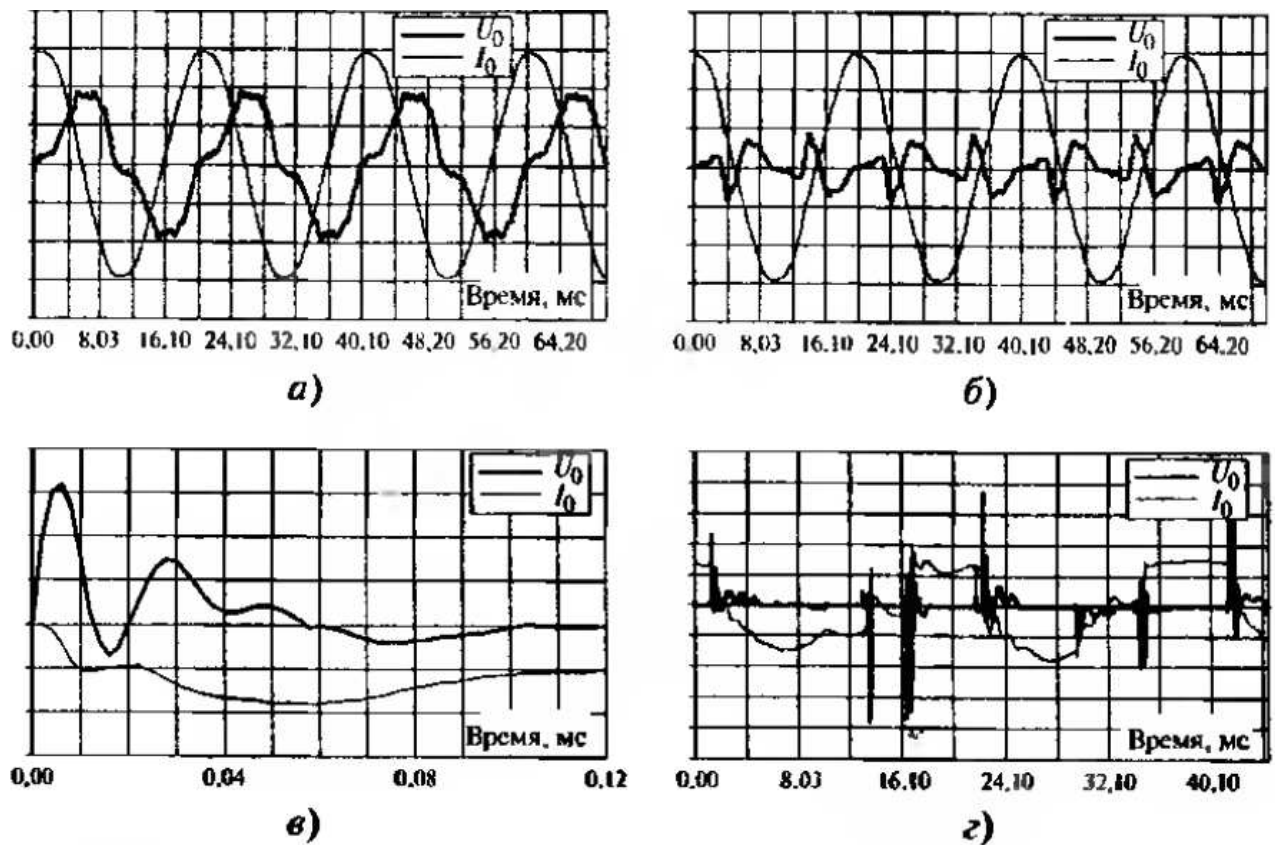 U₀
I₀
Время, мс
0,00 8,03 16,10 24,10 32,10 40,10 48,20 56,20 64,20
а)
U₀
I₀
Время, мс
0,00 8,03 16,10 24,10 32,10 40,10 48,20 56,20 64,20
б)
U₀
I₀
Время, мс
0,00 0,04 0,08 0,12
в)
U₀
I₀
Время, мс
0,00 8,03 16,10 24,10 32,10 40,10
г)